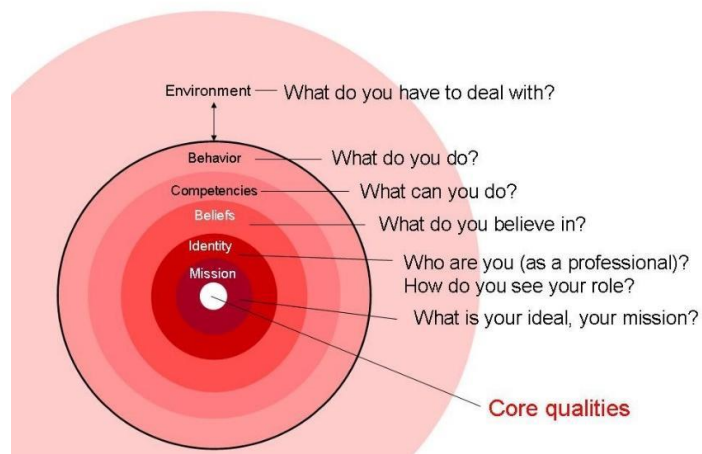 Environment
What do you have to deal with?
Behavior
What do you do?
Competencies
What can you do?
Beliefs
What do you believe in?
Identity
Who are you (as a professional)?
How do you see your role?
Mission
What is your ideal, your mission?
Core qualities